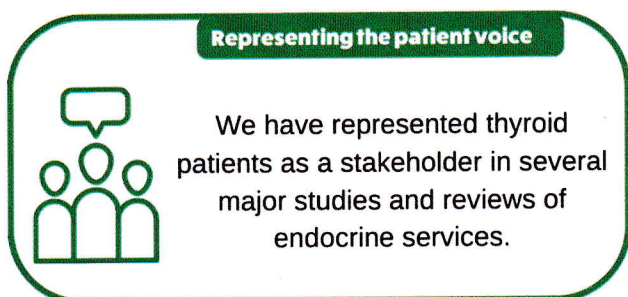 Representing the patient voice
We have represented thyroid
patients as a stakeholder in several
major studies and reviews of
endocrine services.